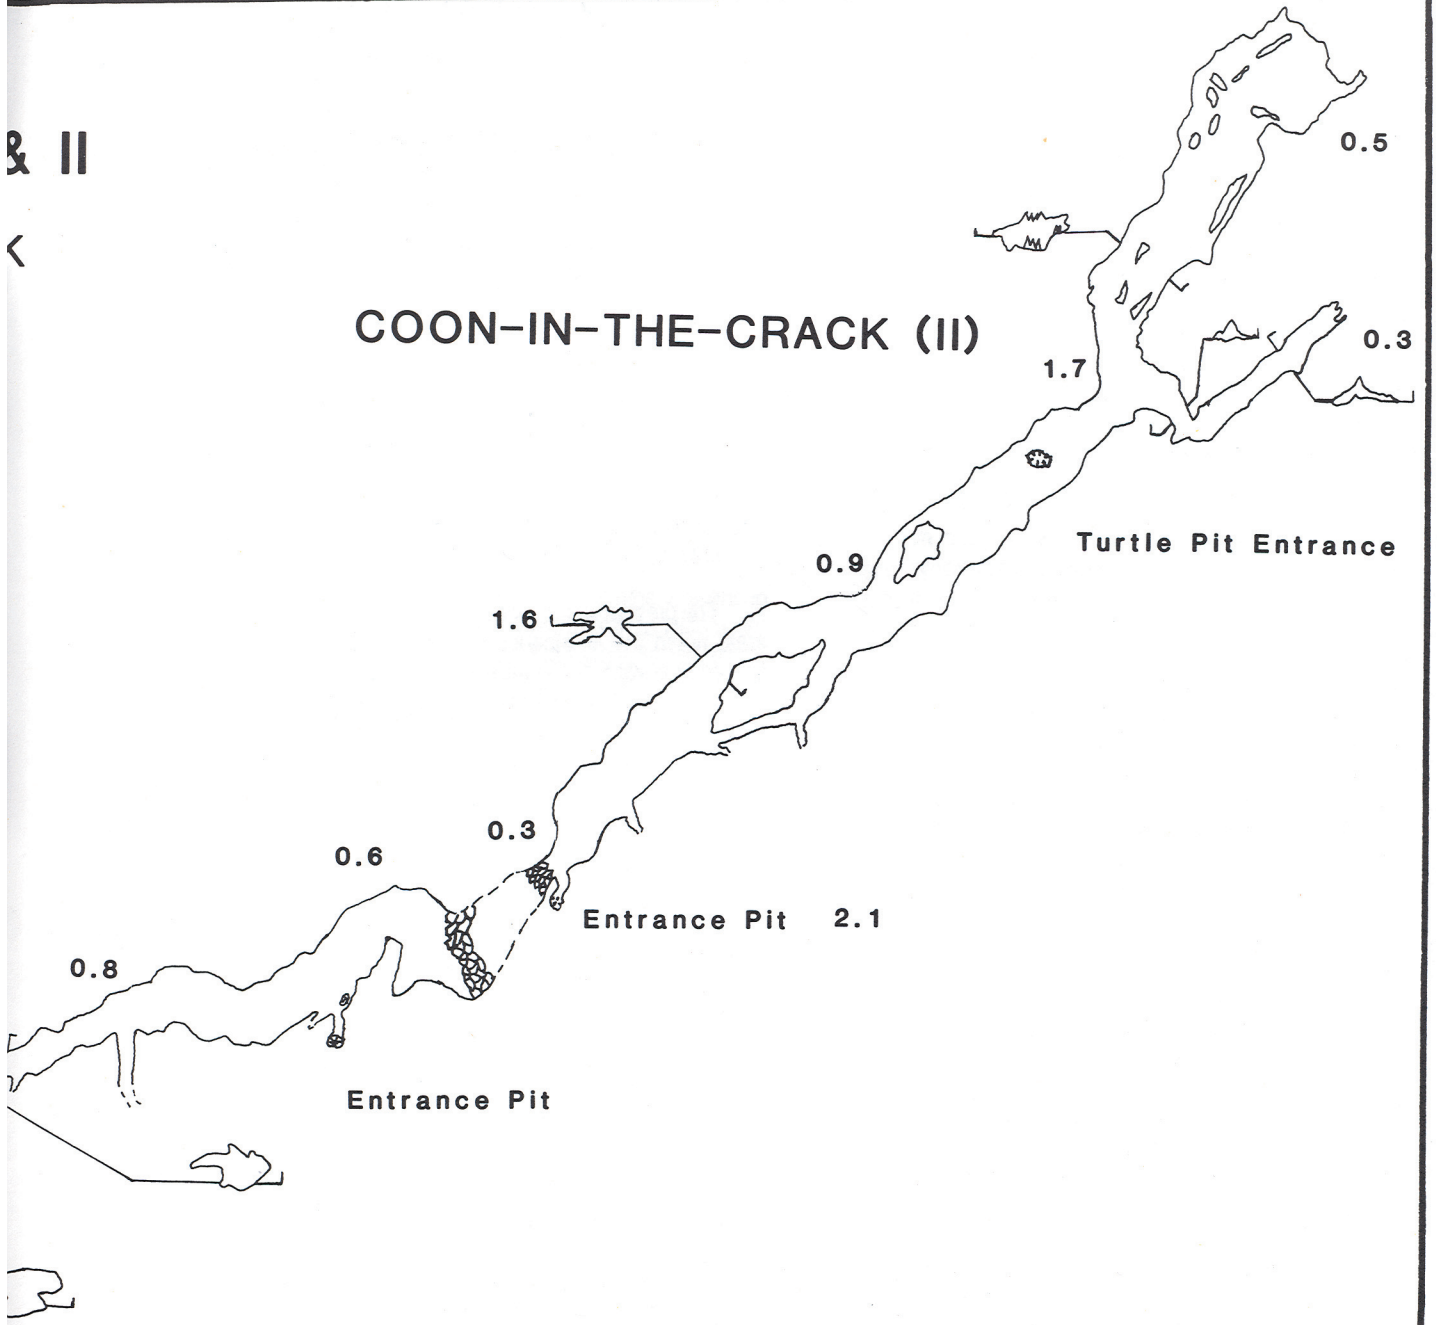 & II
K
COON-IN-THE-CRACK (II)
0.5
0.3
1.7
Turtle Pit Entrance
0.9
1.6
0.3
0.6
Entrance Pit 2.1
0.8
Entrance Pit